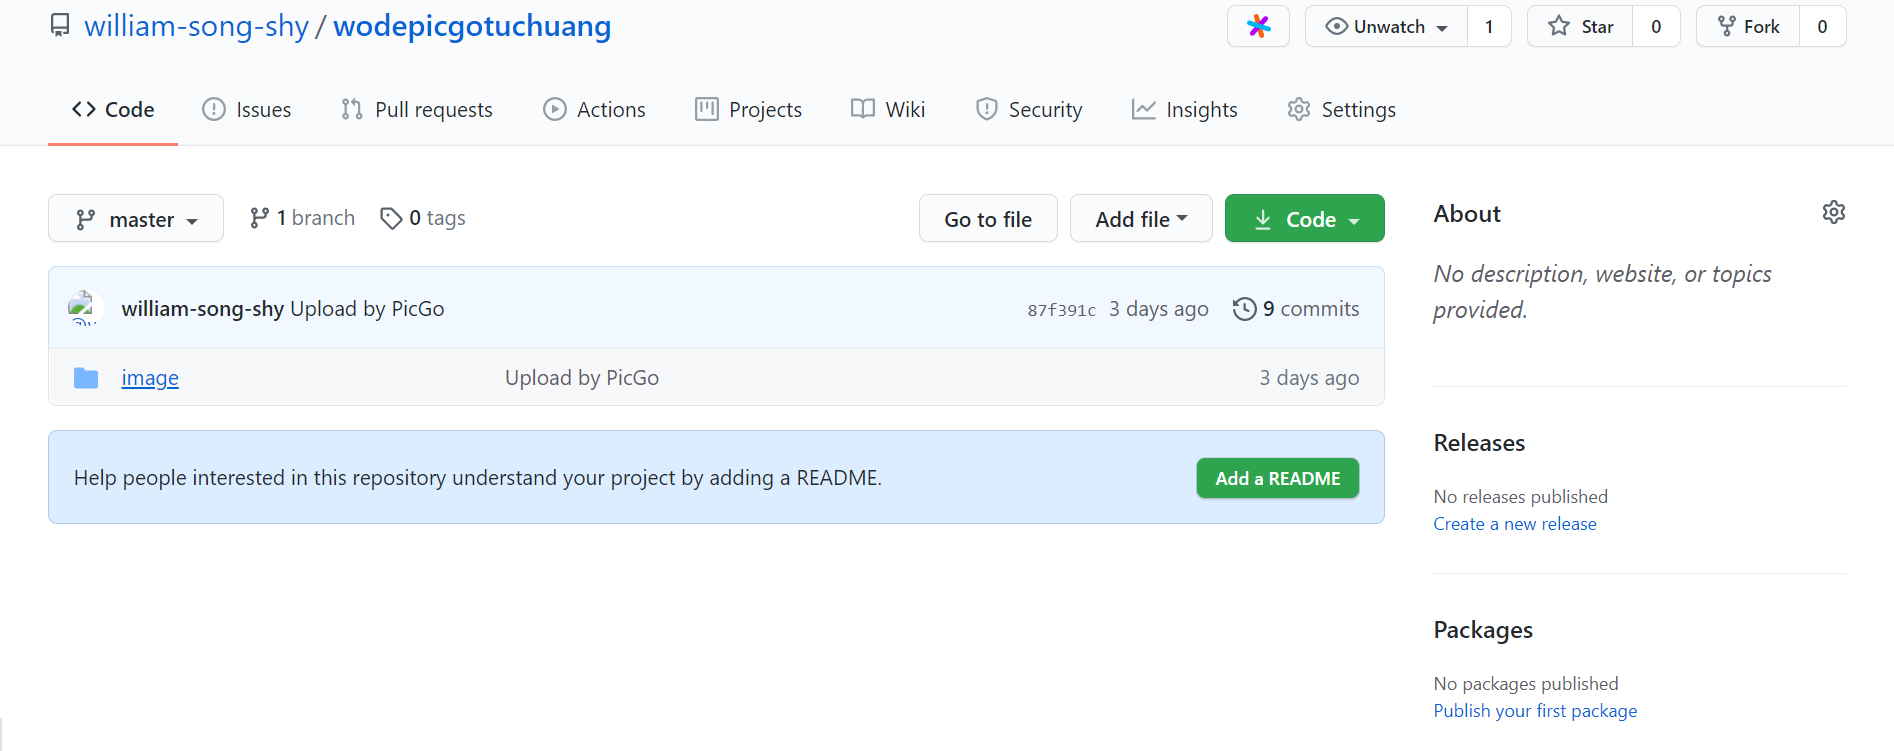 william-song-shy / wodepicgotuchuang
Unwatch 1 Star 0 Fork 0
Code Issues Pull requests Actions Projects Wiki Security Insights Settings
master 1 branch 0 tags Go to file Add file Code
william-song-shy Upload by PicGo 87f391c 3 days ago 9 commits
image Upload by PicGo 3 days ago
Help people interested in this repository understand your project by adding a README. Add a README
About
No description, website, or topics
provided.
Releases
No releases published
Create a new release
Packages
No packages published
Publish your first package